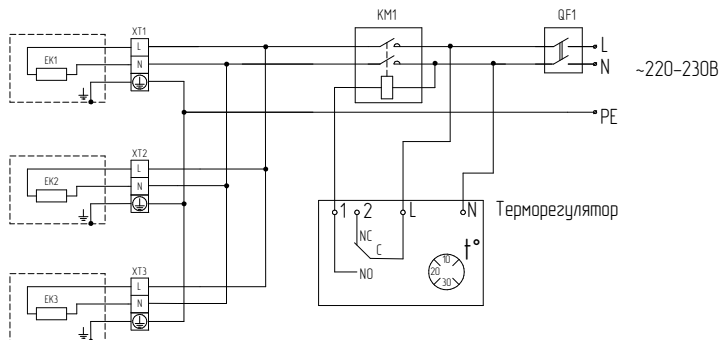 KM1
QF1
XT1
L
EK1
N
L
N
~220-230В
PE
XT2
L
EK2
N
1
2
L
N
Терморегулятор
NC
C
t°
10
20
30
NO
XT3
L
EK3
N